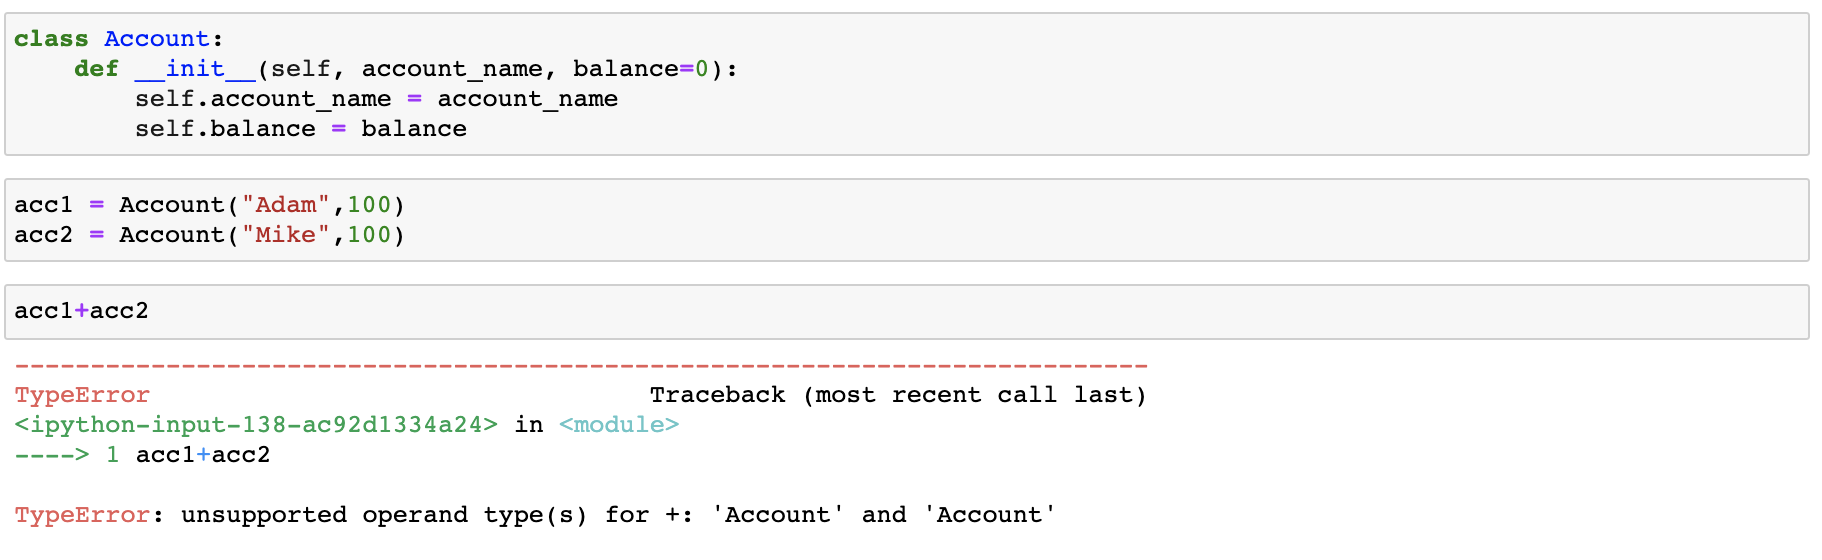 class Account:
    def __init__(self, account_name, balance=0):
        self.account_name = account_name
        self.balance = balance
acc1 = Account("Adam",100)
acc2 = Account("Mike",100)
acc1+acc2
---------------------------------------------------------------------------
TypeError                                 Traceback (most recent call last)
<ipython-input-138-ac92d1334a24> in <module>
----> 1 acc1+acc2
TypeError: unsupported operand type(s) for +: 'Account' and 'Account'